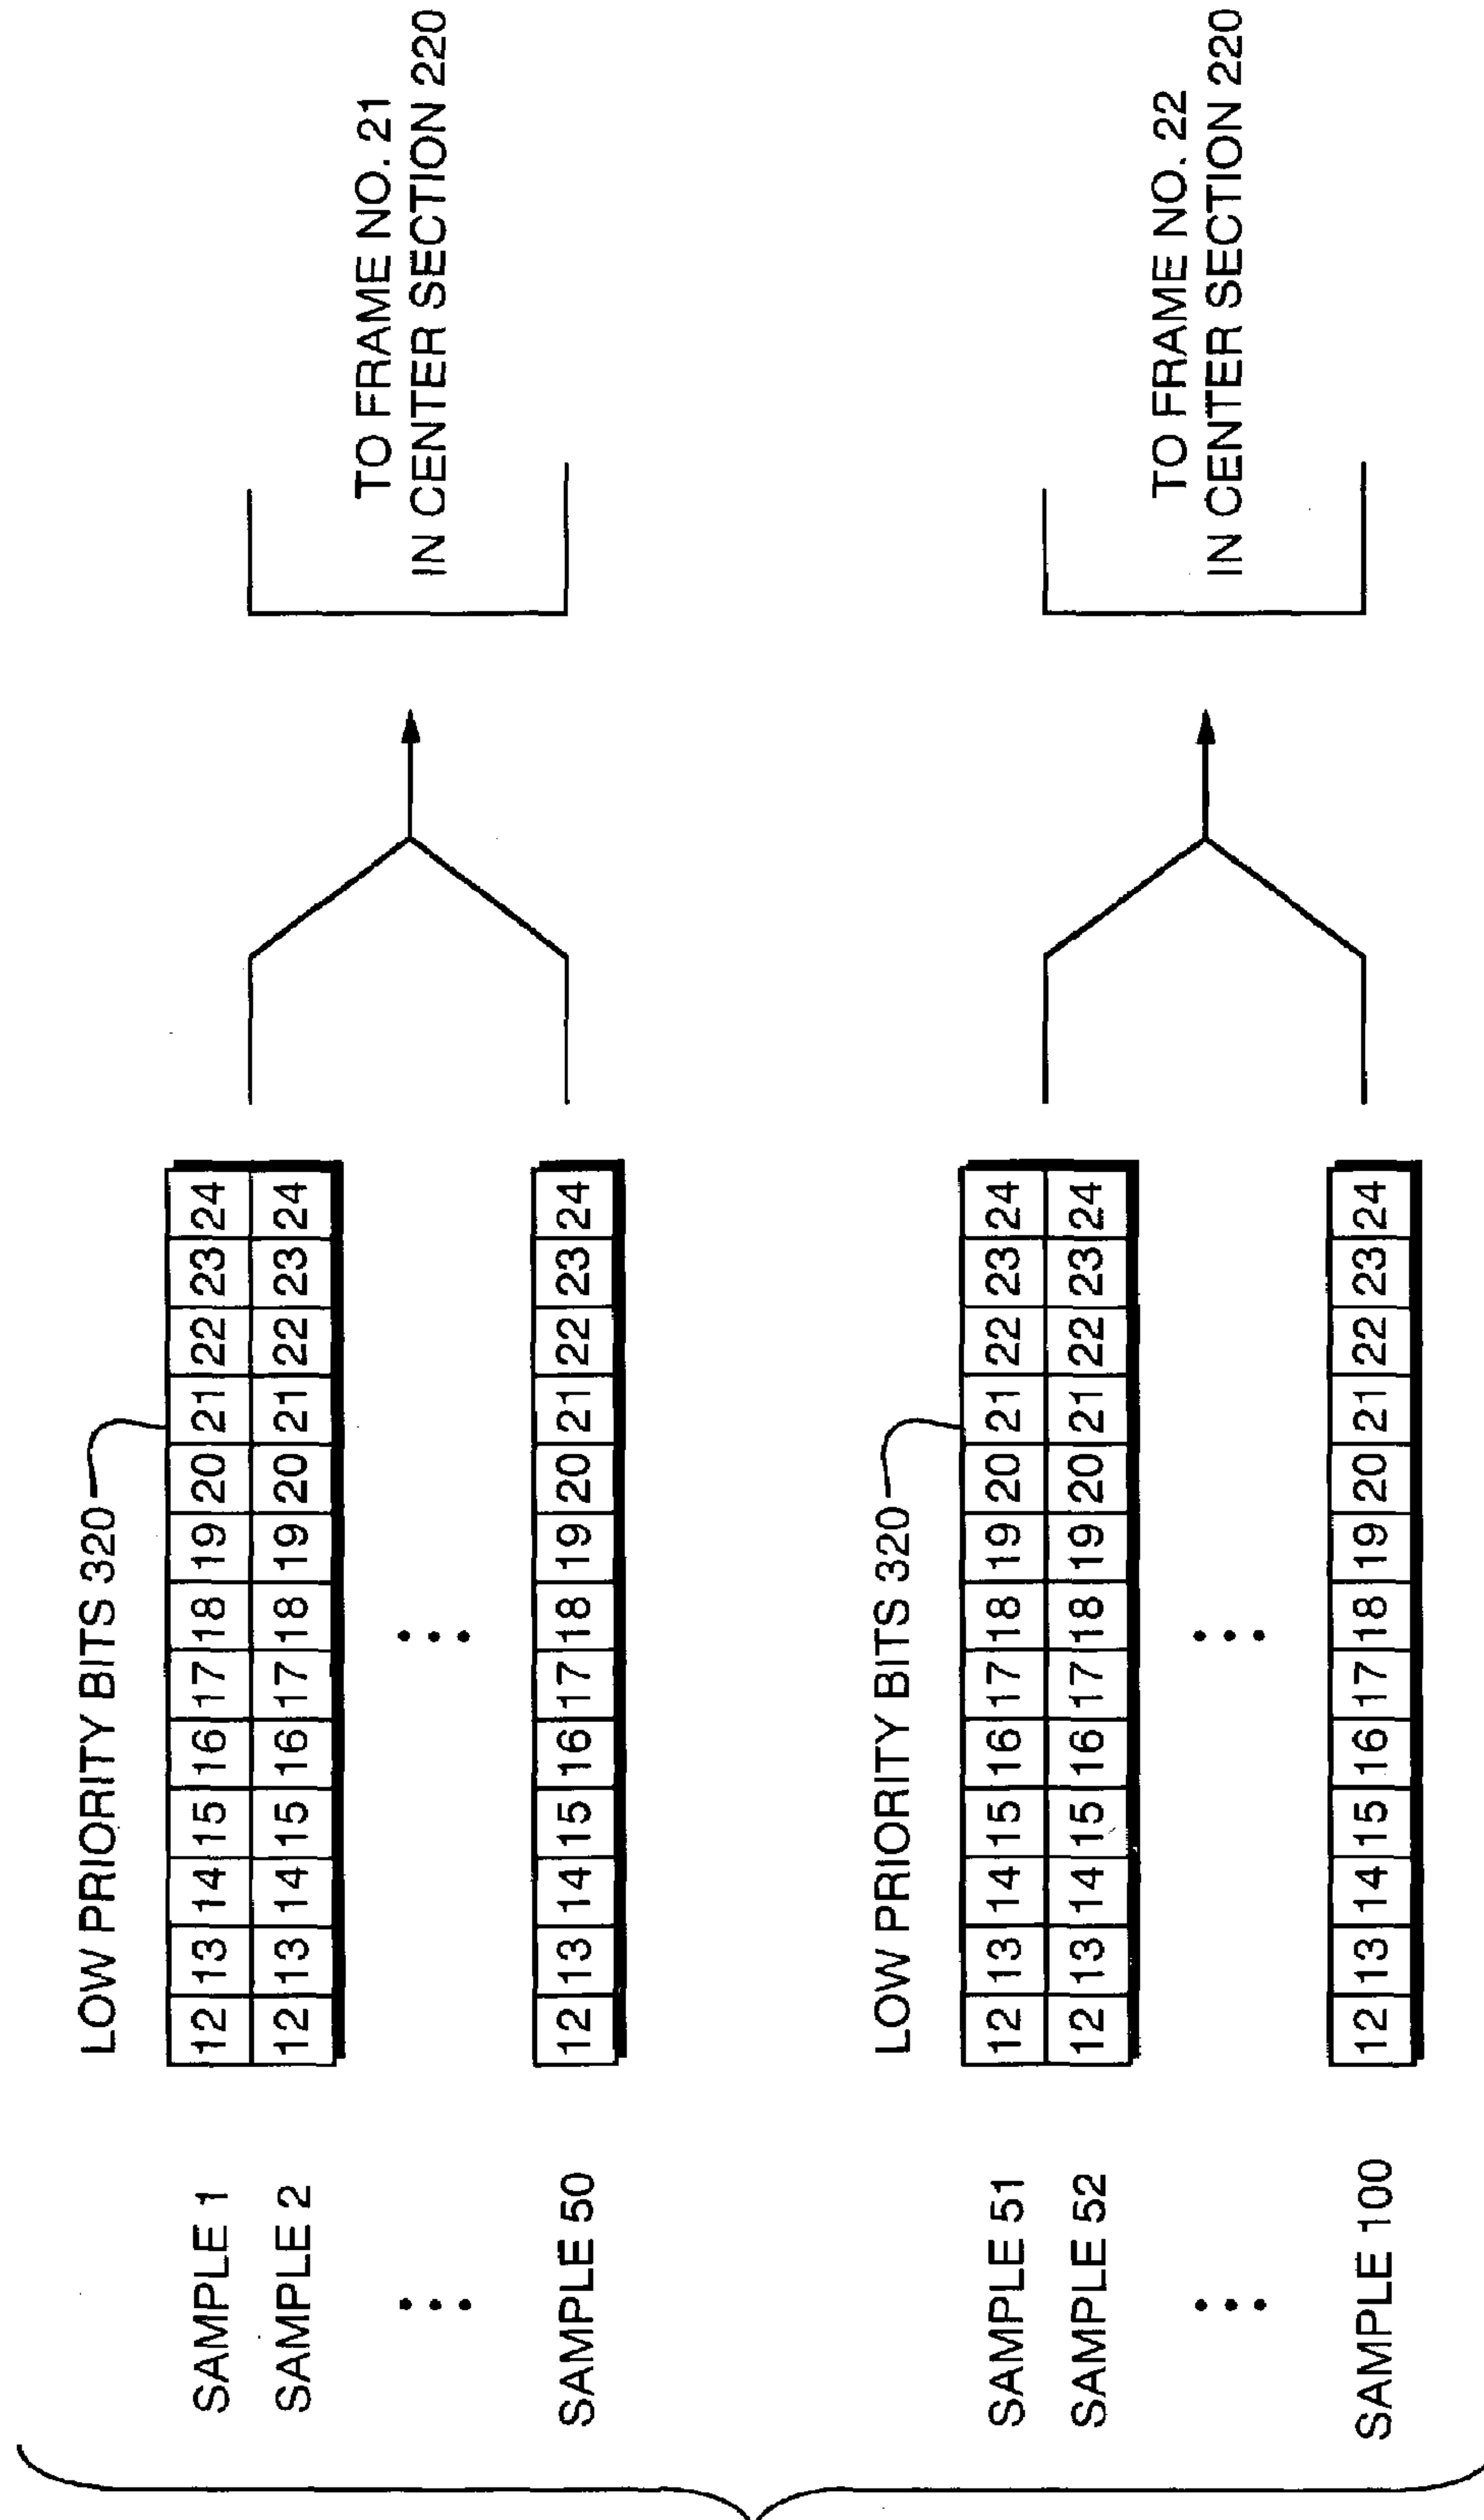 LOW PRIORITY BITS 320
SAMPLE 1 12 13 14 15 16 17 18 19 20 21 22 23 24
SAMPLE 2 12 13 14 15 16 17 18 19 20 21 22 23 24
... ...
SAMPLE 50 12 13 14 15 16 17 18 19 20 21 22 23 24
TO FRAME NO. 21
IN CENTER SECTION 220
LOW PRIORITY BITS 320
SAMPLE 51 12 13 14 15 16 17 18 19 20 21 22 23 24
SAMPLE 52 12 13 14 15 16 17 18 19 20 21 22 23 24
... ...
SAMPLE 100 12 13 14 15 16 17 18 19 20 21 22 23 24
TO FRAME NO. 22
IN CENTER SECTION 220